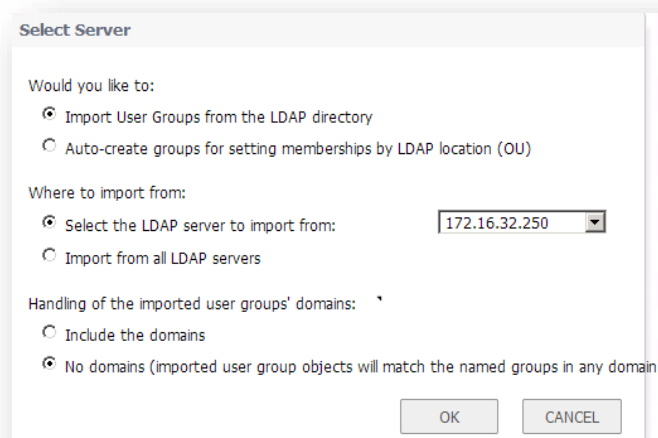 Select Server
Would you like to:
Import User Groups from the LDAP directory
Auto-create groups for setting memberships by LDAP location (OU)
Where to import from:
Select the LDAP server to import from: 172.16.32.250
Import from all LDAP servers
Handling of the imported user groups' domains:
Include the domains
No domains (imported user group objects will match the named groups in any domain
OK CANCEL